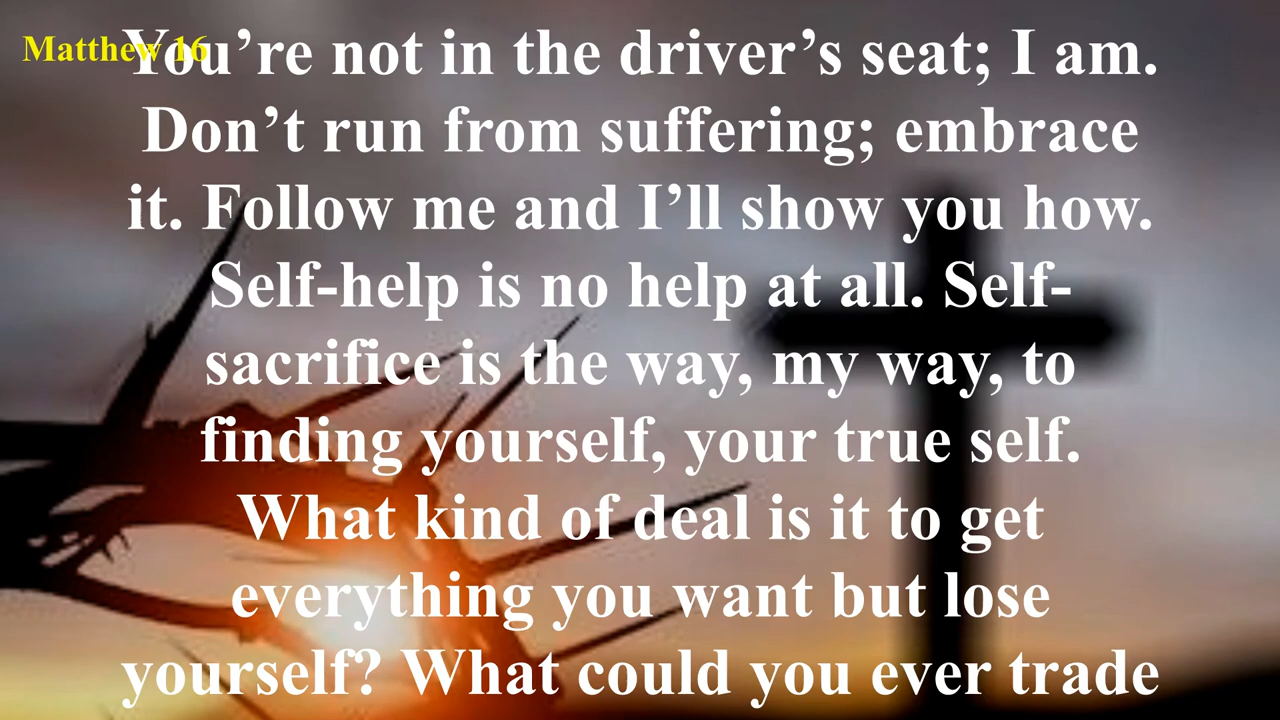 Matthew 16
You’re not in the driver’s seat; I am.
Don’t run from suffering; embrace
it. Follow me and I’ll show you how.
Self-help is no help at all. Self-
sacrifice is the way, my way, to
finding yourself, your true self.
What kind of deal is it to get
everything you want but lose
yourself? What could you ever trade